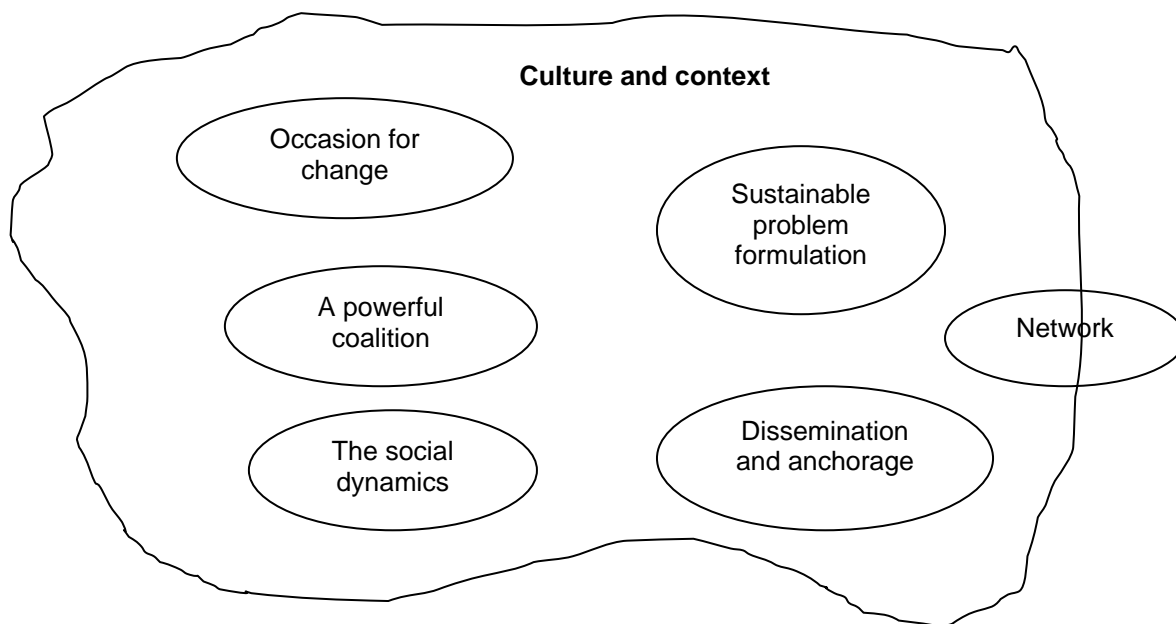 Culture and context
Occasion for
change
Sustainable
problem
formulation
A powerful
coalition
Network
The social
dynamics
Dissemination
and anchorage